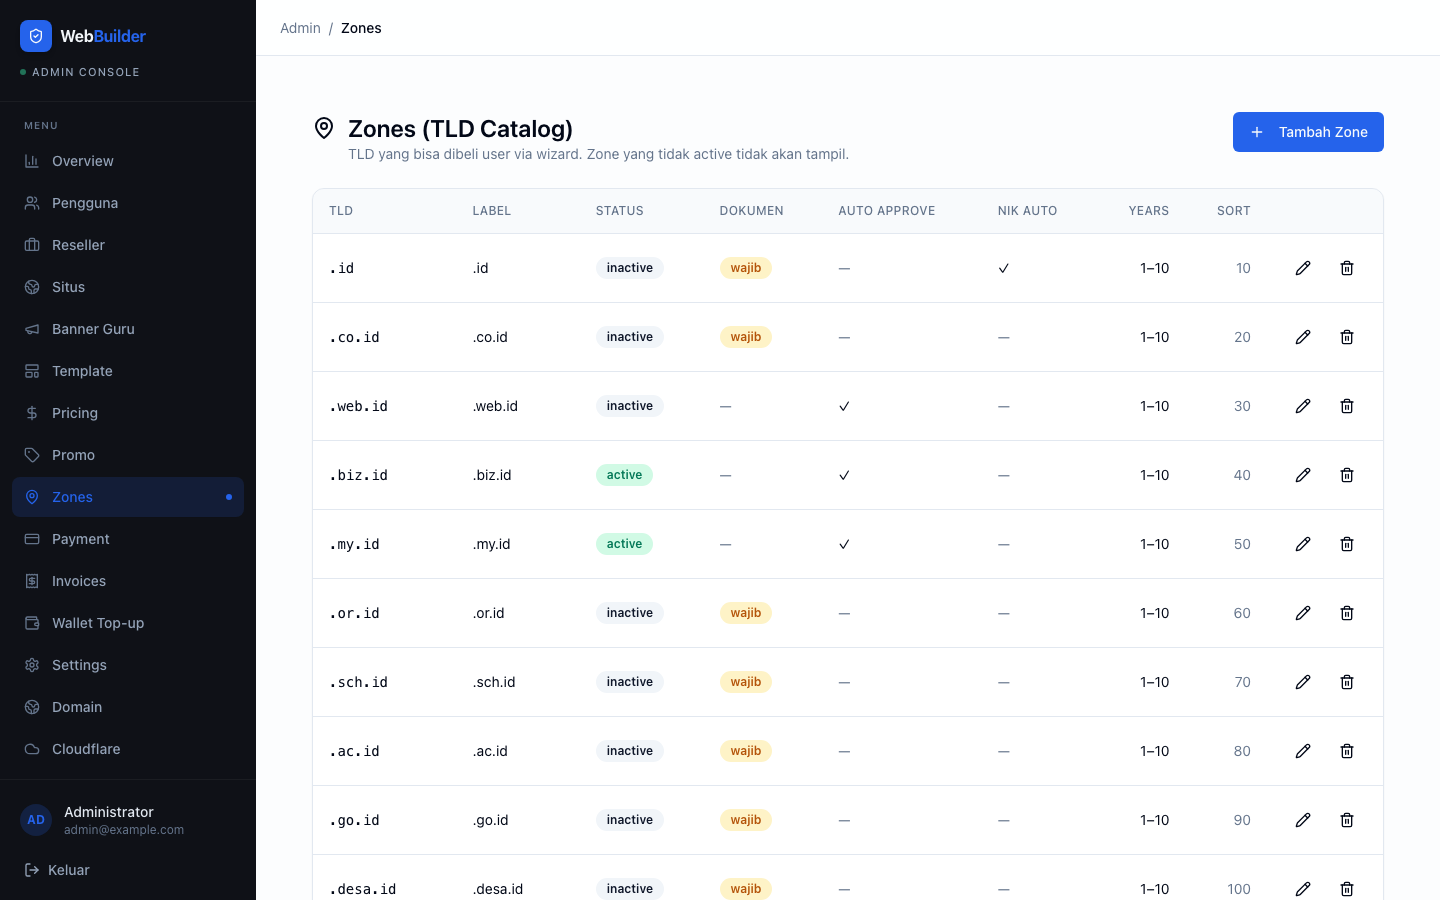 WebBuilder
ADMIN CONSOLE
MENU
Overview
Pengguna
Reseller
Situs
Banner Guru
Template
Pricing
Promo
Zones
Payment
Invoices
Wallet Top-up
Settings
Domain
Cloudflare
AD
Administrator
admin@example.com
Keluar
Admin / Zones
Zones (TLD Catalog)
TLD yang bisa dibeli user via wizard. Zone yang tidak active tidak akan tampil.
+ Tambah Zone
TLD LABEL STATUS DOKUMEN AUTO APPROVE NIK AUTO YEARS SORT
.id .id inactive wajib — ✓ 1–10 10
.co.id .co.id inactive wajib — — 1–10 20
.web.id .web.id inactive — ✓ — 1–10 30
.biz.id .biz.id active — ✓ — 1–10 40
.my.id .my.id active — ✓ — 1–10 50
.or.id .or.id inactive wajib — — 1–10 60
.sch.id .sch.id inactive wajib — — 1–10 70
.ac.id .ac.id inactive wajib — — 1–10 80
.go.id .go.id inactive wajib — — 1–10 90
.desa.id .desa.id inactive wajib — — 1–10 100